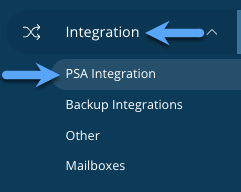 Integration
PSA Integration
Backup Integrations
Other
Mailboxes